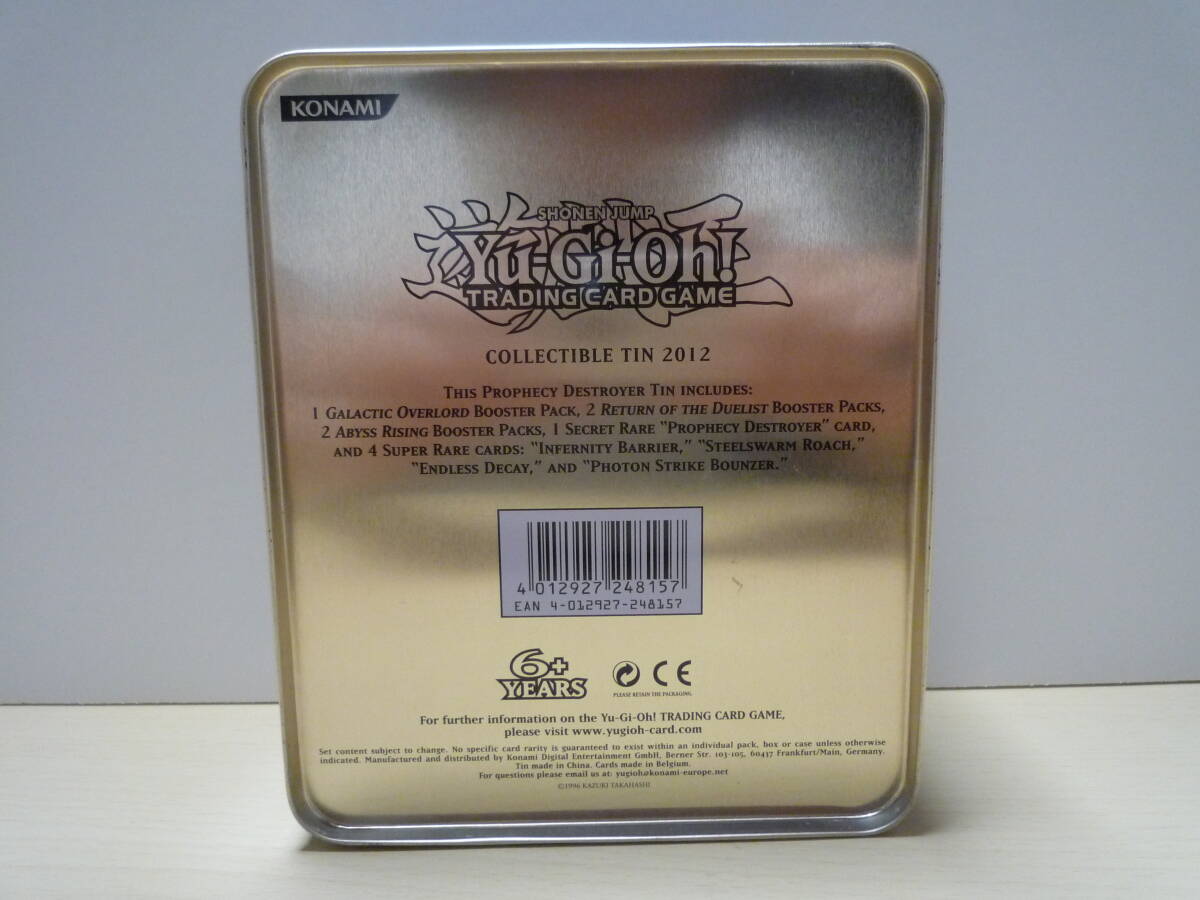 KONAMI
SHONEN JUMP
Yu-Gi-Oh!
TRADING CARD GAME
COLLECTIBLE TIN 2012
THIS PROPHECY DESTROYER TIN INCLUDES:
1 GALACTIC OVERLORD BOOSTER PACK, 2 RETURN OF THE DUELIST BOOSTER PACKS,
2 ABYSS RISING BOOSTER PACKS, 1 SECRET RARE "PROPHECY DESTROYER" CARD,
AND 4 SUPER RARE CARDS: "INFERNITY BARRIER," "STEELSWARM ROACH,"
"ENDLESS DECAY," AND "PHOTON STRIKE BOUNZER."
4 012927 248157
EAN 4-012927-248157
6+
YEARS
CE
PLEASE RETAIN THE PACKAGING.
For further information on the Yu-Gi-Oh! TRADING CARD GAME,
please visit www.yugioh-card.com
Set content subject to change. No specific card rarity is guaranteed to exist within an individual pack, box or case unless otherwise
indicated. Manufactured and distributed by Konami Digital Entertainment GmbH, Berner Str. 103-105, 60437 Frankfurt/Main, Germany.
Tin made in China. Cards made in Belgium.
For questions please email us at: yugioh@konami-europe.net
©1996 KAZUKI TAKAHASHI